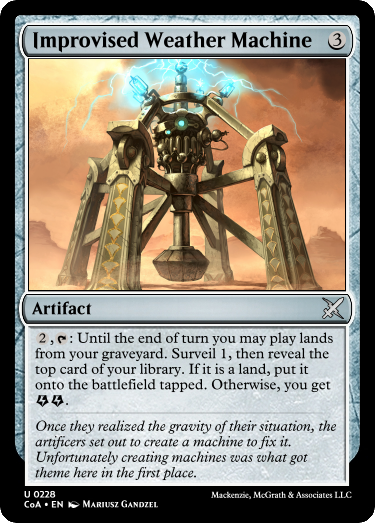 Improvised Weather Machine 3
Artifact
2, : Until the end of turn you may play lands
from your graveyard. Surveil 1, then reveal the
top card of your library. If it is a land, put it
onto the battlefield tapped. Otherwise, you get
.
Once they realized the gravity of their situation, the
artificers set out to create a machine to fix it.
Unfortunately creating machines was what got
theme here in the first place.
U 0228
CoA • EN Mariusz Gandzel
Mackenzie, McGrath & Associates LLC